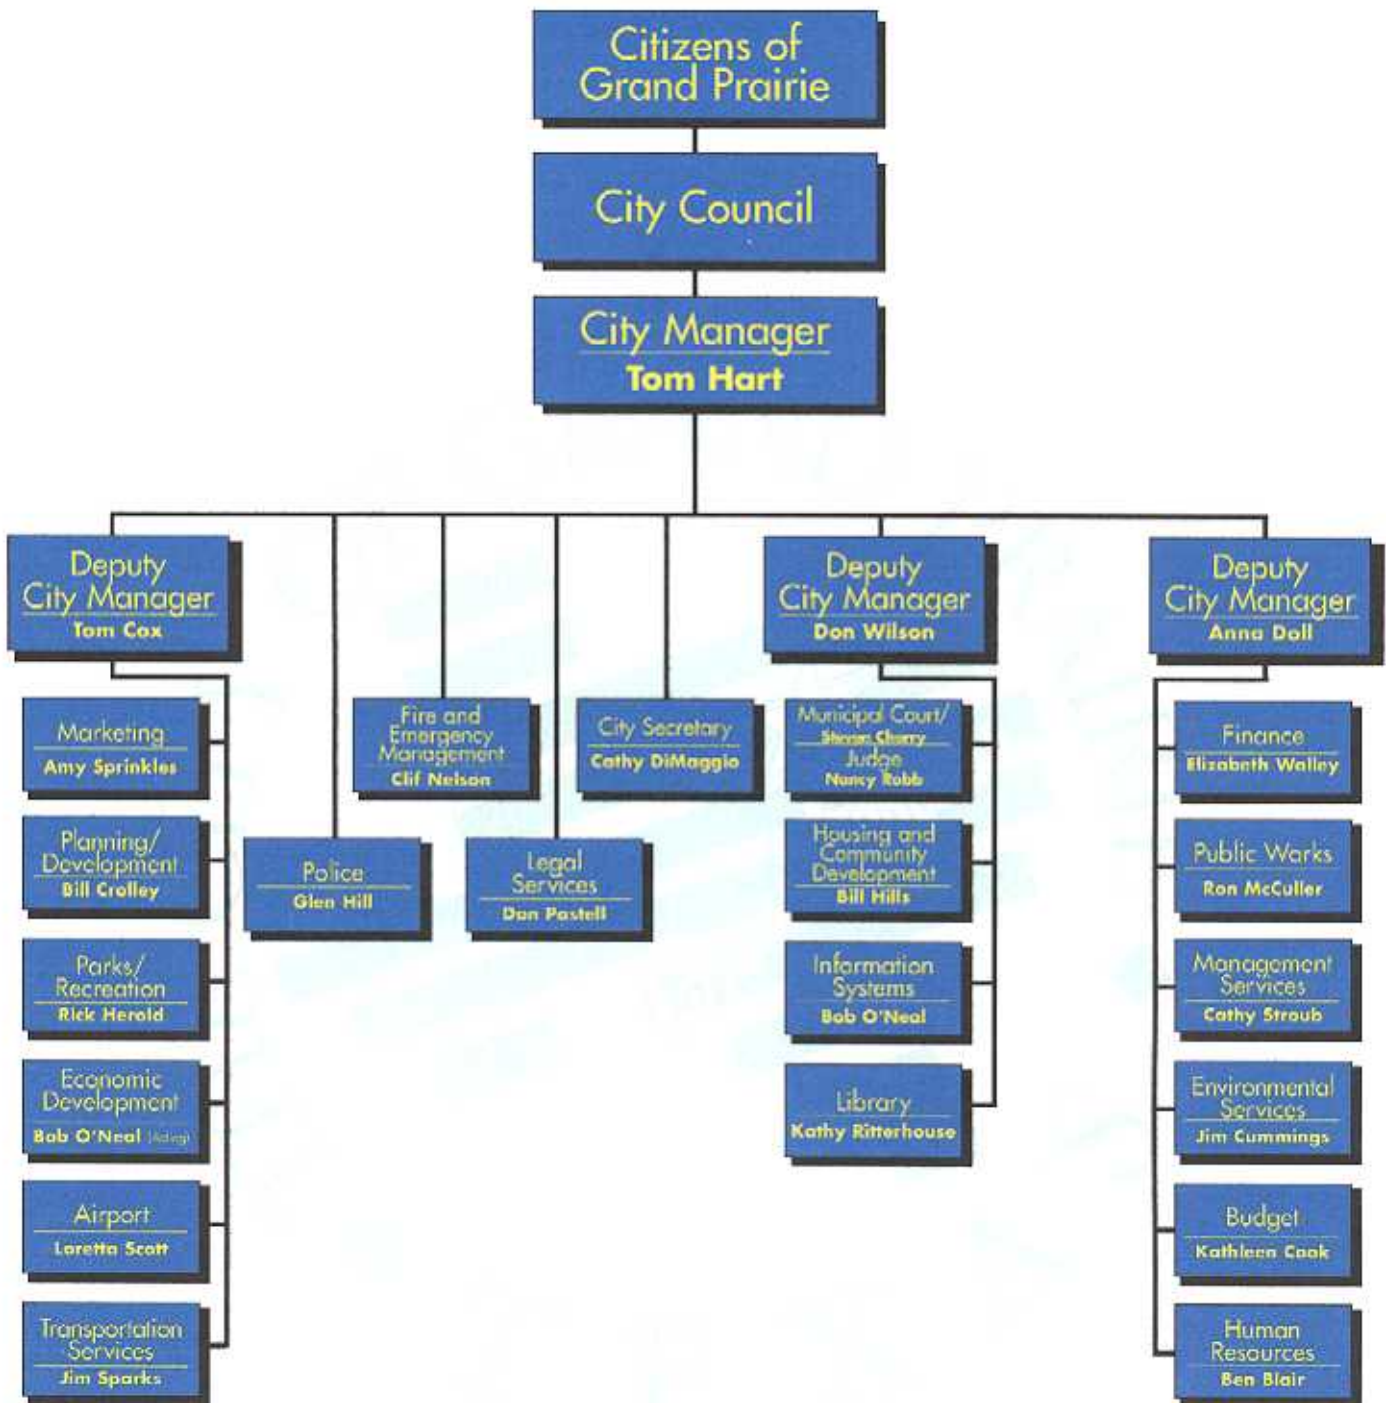 Citizens of
Grand Prairie
City Council
City Manager
Tom Hart
Deputy
City Manager
Tom Cox
Marketing
Amy Sprinkles
Planning/
Development
Bill Crolley
Parks/
Recreation
Rick Herold
Economic
Development
Bob O'Neal (Acting)
Airport
Loretta Scott
Transportation
Services
Jim Sparks
Police
Glen Hill
Fire and
Emergency
Management
Clif Nelson
Legal
Services
Don Postell
City Secretary
Cathy DiMaggio
Deputy
City Manager
Don Wilson
Municipal Court/
Steven Cherry
Judge
Nancy Robb
Housing and
Community
Development
Bill Hills
Information
Systems
Bob O'Neal
Library
Kathy Ritterhouse
Deputy
City Manager
Anna Doll
Finance
Elizabeth Walley
Public Works
Ron McCuller
Management
Services
Cathy Stroub
Environmental
Services
Jim Cummings
Budget
Kathleen Cook
Human
Resources
Ben Blair